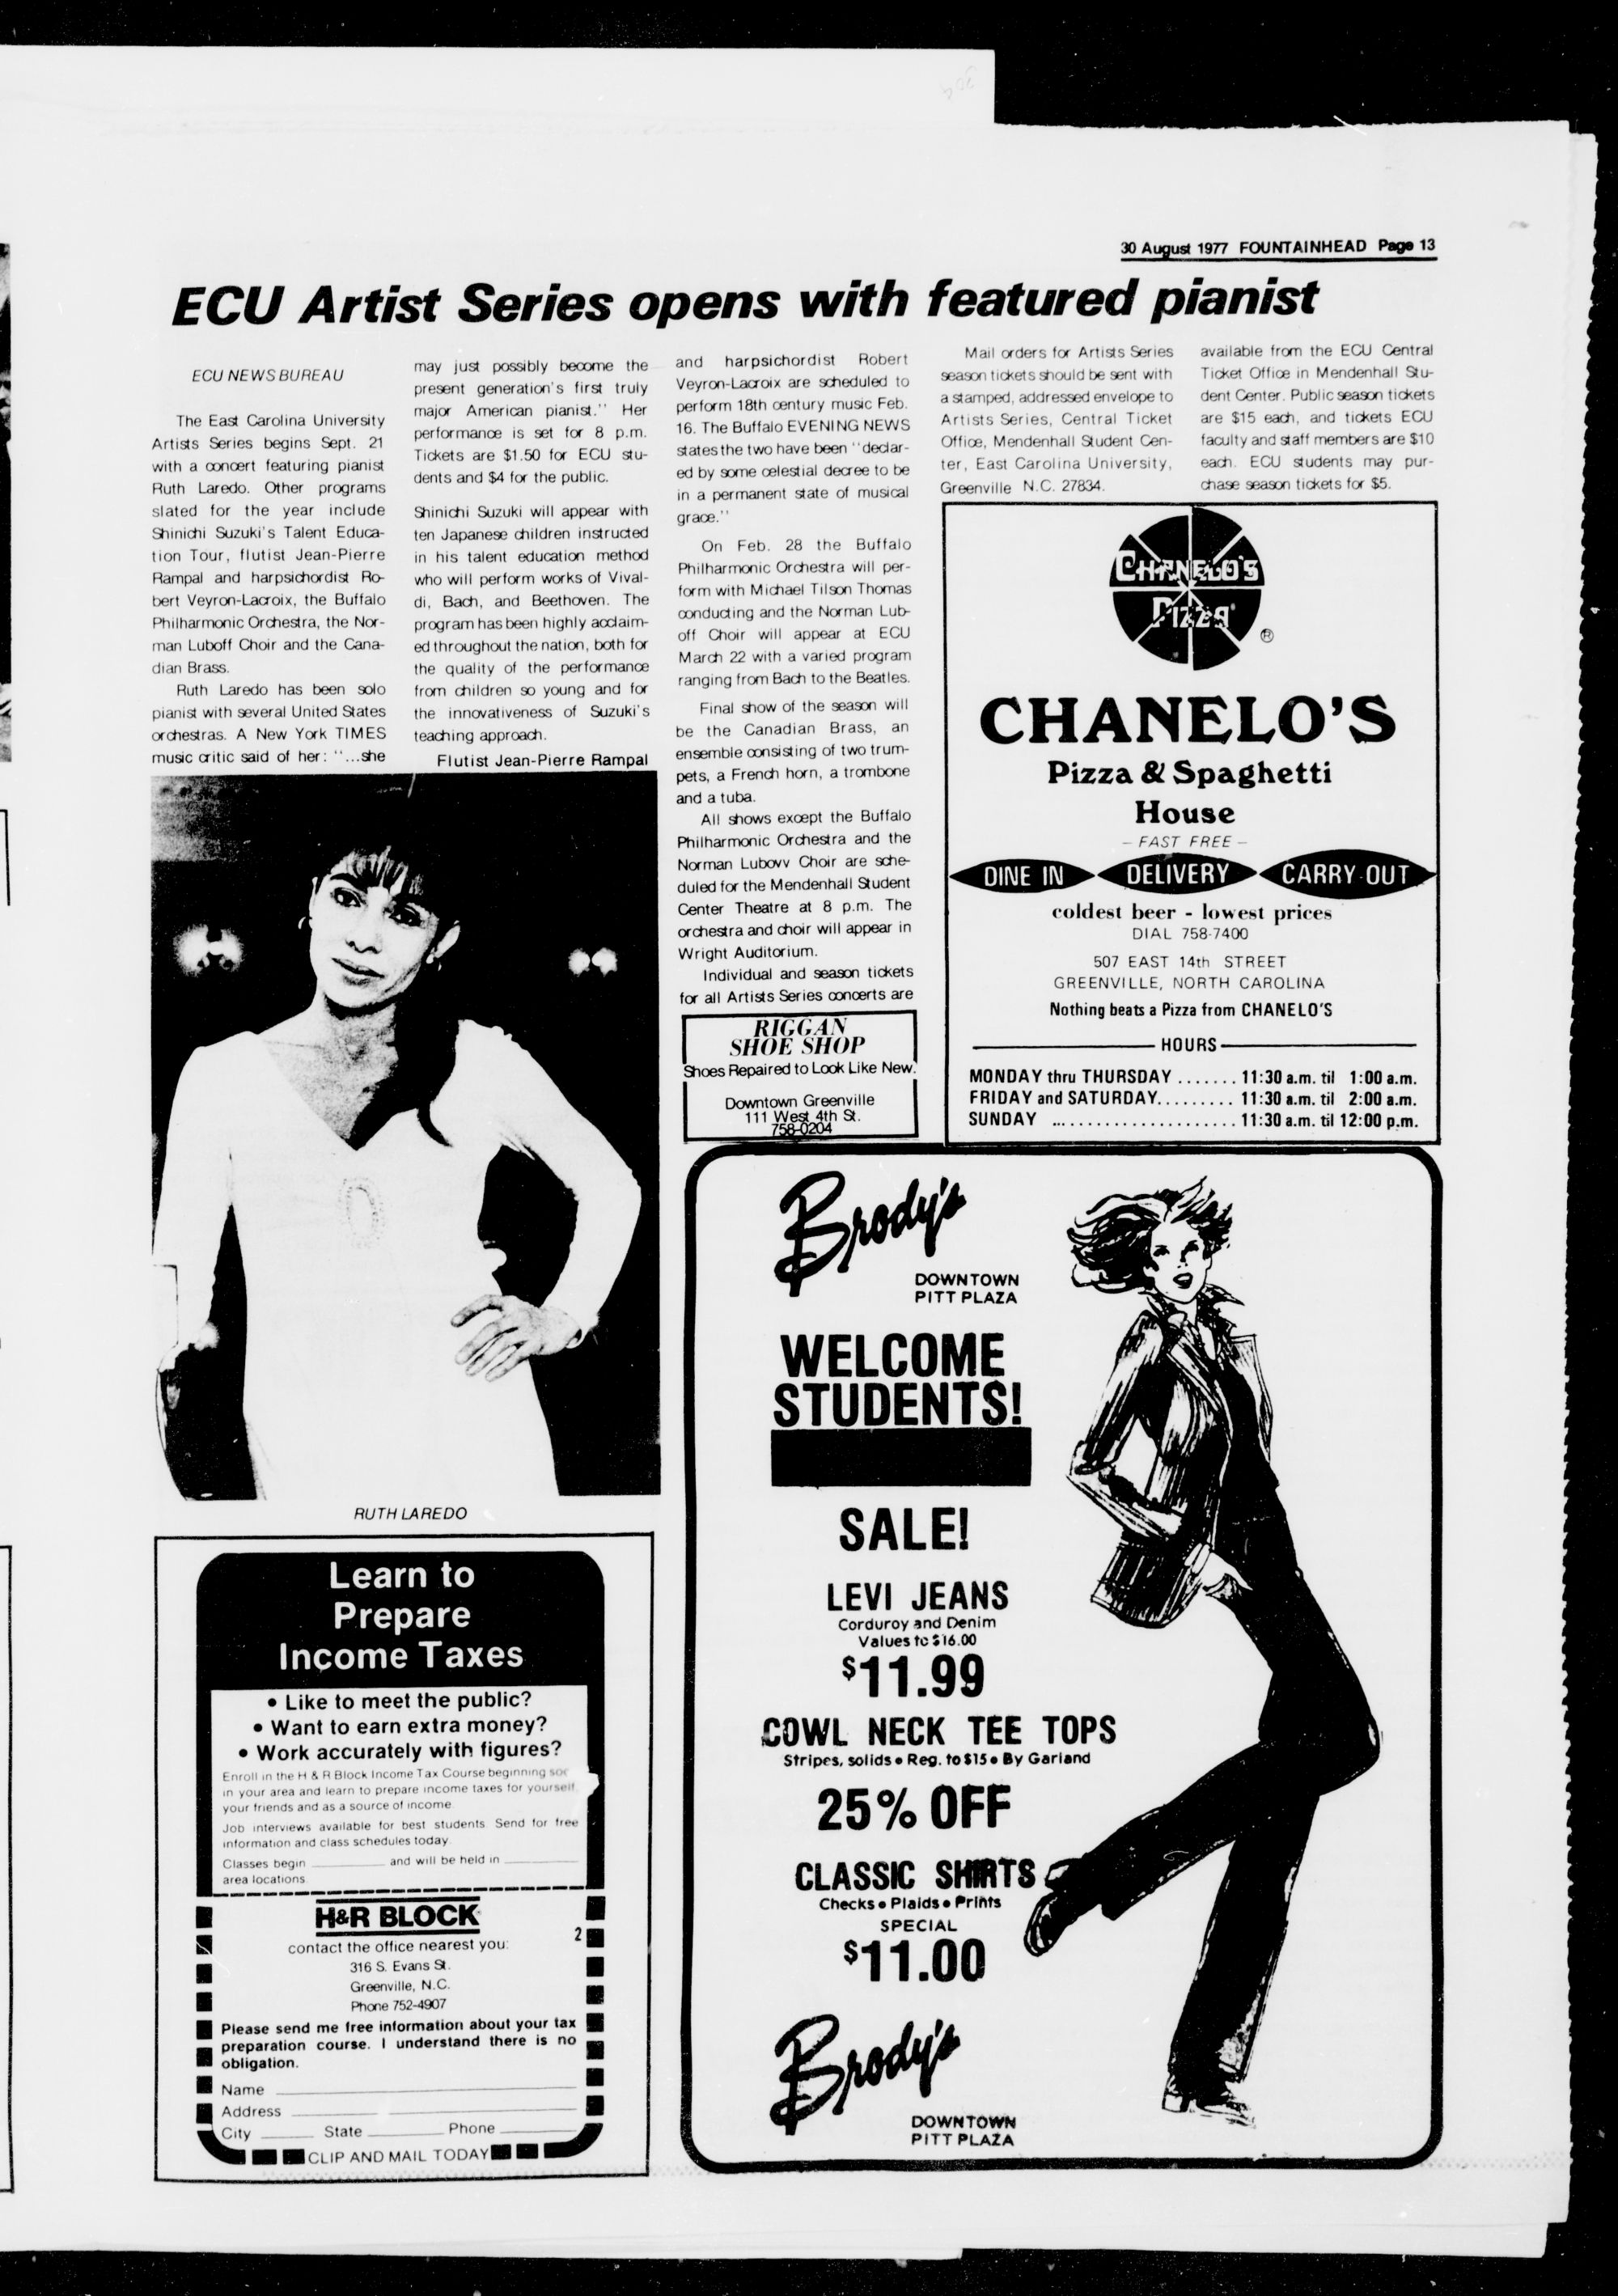 30 August 1977 FOUNTAINHEAD Page 13
ECU Artist Series opens with featured pianist
ECU NEWS BUREAU
The East Carolina University
Artists Series begins Sept. 21
with a concert featuring pianist
Ruth Laredo. Other programs
slated for the year include
Shinichi Suzuki's Talent Educa-
tion Tour, flutist Jean-Pierre
Rampal and harpsichordist Ro-
bert Veyron-Lacroix, the Buffalo
Philharmonic Orchestra, the Nor-
man Luboff Choir and the Cana-
dian Brass.
Ruth Laredo has been solo
pianist with several United States
orchestras. A New York TIMES
music critic said of her: "...she
may just possibly become the
present generation's first truly
major American pianist." Her
performance is set for 8 p.m.
Tickets are $1.50 for ECU stu-
dents and $4 for the public.
Shinichi Suzuki will appear with
ten Japanese children instructed
in his talent education method
who will perform works of Vival-
di, Bach, and Beethoven. The
program has been highly acclaim-
ed throughout the nation, both for
the quality of the performance
from children so young and for
the innovativeness of Suzuki's
teaching approach.
Flutist Jean-Pierre Rampal
and harpsichordist Robert
Veyron-Lacroix are scheduled to
perform 18th century music Feb.
16. The Buffalo EVENING NEWS
states the two have been "declar-
ed by some celestial decree to be
in a permanent state of musical
grace."
On Feb. 28 the Buffalo
Philharmonic Orchestra will per-
form with Michael Tilson Thomas
conducting and the Norman Lub-
off Choir will appear at ECU
March 22 with a varied program
ranging from Bach to the Beatles.
Final show of the season will
be the Canadian Brass, an
ensemble consisting of two trum-
pets, a French horn, a trombone
and a tuba.
All shows except the Buffalo
Philharmonic Orchestra and the
Norman Lubovv Choir are sche-
duled for the Mendenhall Student
Center Theatre at 8 p.m. The
orchestra and choir will appear in
Wright Auditorium.
Individual and season tickets
for all Artists Series concerts are
available from the ECU Central
Ticket Office in Mendenhall Stu-
dent Center. Public season tickets
are $15 each, and tickets ECU
faculty and staff members are $10
each. ECU students may pur-
chase season tickets for $5.
Mail orders for Artists Series
season tickets should be sent with
a stamped, addressed envelope to
Artists Series, Central Ticket
Office, Mendenhall Student Cen-
ter, East Carolina University,
Greenville N.C. 27834.
RUTH LAREDO
RIGGAN
SHOE SHOP
Shoes Repaired to Look Like New.
Downtown Greenville
111 West 4th St.
758-0204
CHANELO'S
PIZZA ®
CHANELO'S
Pizza & Spaghetti
House
- FAST FREE -
DINE IN DELIVERY CARRY OUT
coldest beer - lowest prices
DIAL 758-7400
507 EAST 14th STREET
GREENVILLE, NORTH CAROLINA
Nothing beats a Pizza from CHANELO'S
HOURS
MONDAY thru THURSDAY ....... 11:30 a.m. til 1:00 a.m.
FRIDAY and SATURDAY......... 11:30 a.m. til 2:00 a.m.
SUNDAY ...................... 11:30 a.m. til 12:00 p.m.
Learn to
Prepare
Income Taxes
• Like to meet the public?
• Want to earn extra money?
• Work accurately with figures?
Enroll in the H & R Block Income Tax Course beginning
in your area and learn to prepare income taxes for yourself,
your friends and as a source of income.
Job interviews available for best students. Send for free
information and class schedules today.
Classes begin ________ and will be held in ________
area locations.
H&R BLOCK
2
contact the office nearest you:
316 S. Evans St.
Greenville, N.C.
Phone 752-4907
Please send me free information about your tax
preparation course. I understand there is no
obligation.
Name
Address
City State Phone
CLIP AND MAIL TODAY
Brody's
DOWNTOWN
PITT PLAZA
WELCOME
STUDENTS!
SALE!
LEVI JEANS
Corduroy and Denim
Values to $16.00
$11.99
COWL NECK TEE TOPS
Stripes, solids • Reg. to $15 • By Garland
25% OFF
CLASSIC SHIRTS
Checks • Plaids • Prints
SPECIAL
$11.00
Brody's
DOWNTOWN
PITT PLAZA